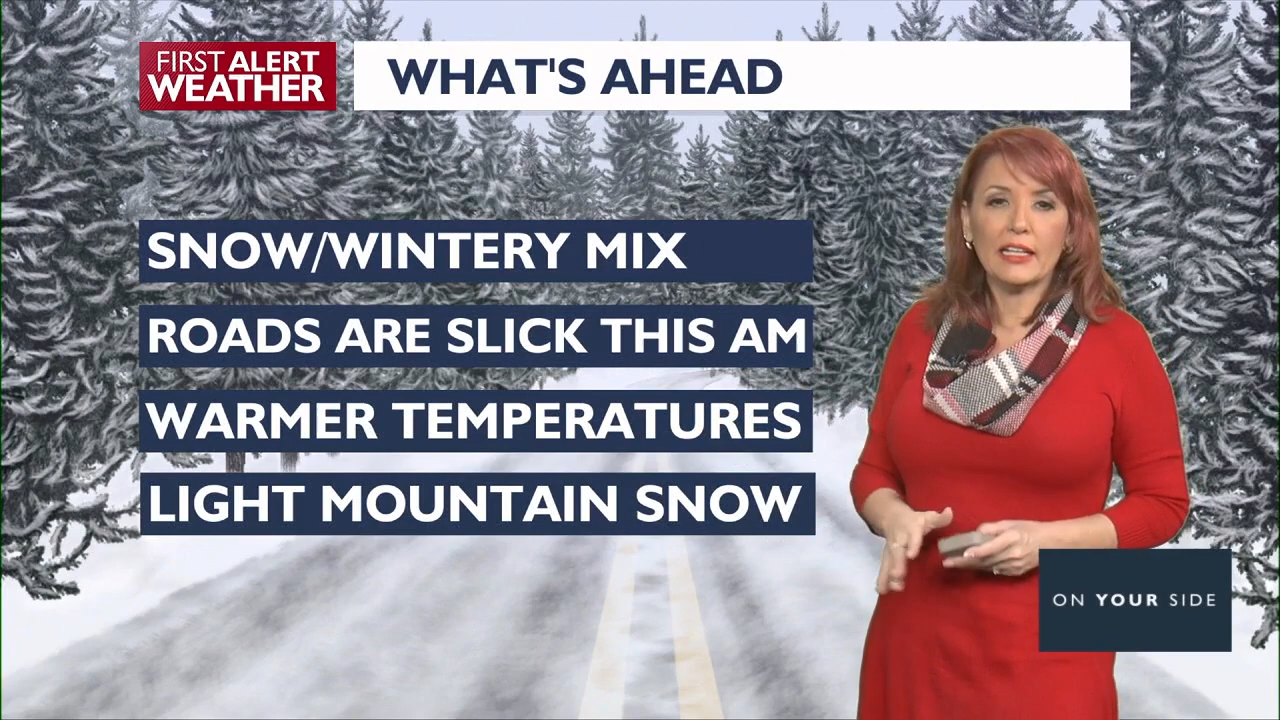 FIRST ALERT
WEATHER
WHAT'S AHEAD
SNOW/WINTERY MIX
ROADS ARE SLICK THIS AM
WARMER TEMPERATURES
LIGHT MOUNTAIN SNOW
ON YOUR SIDE